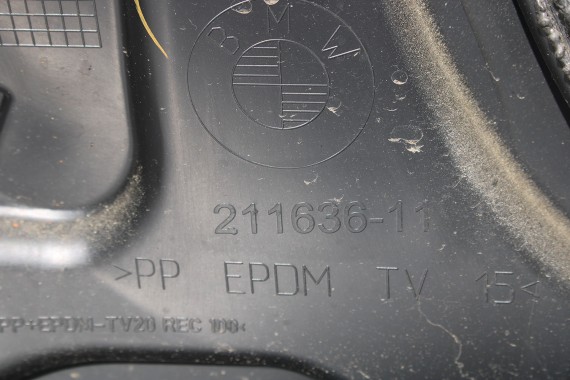 BMW
211636-11
>PP EPDM TV 15<
PP+EPDM-TV20 REC 100<